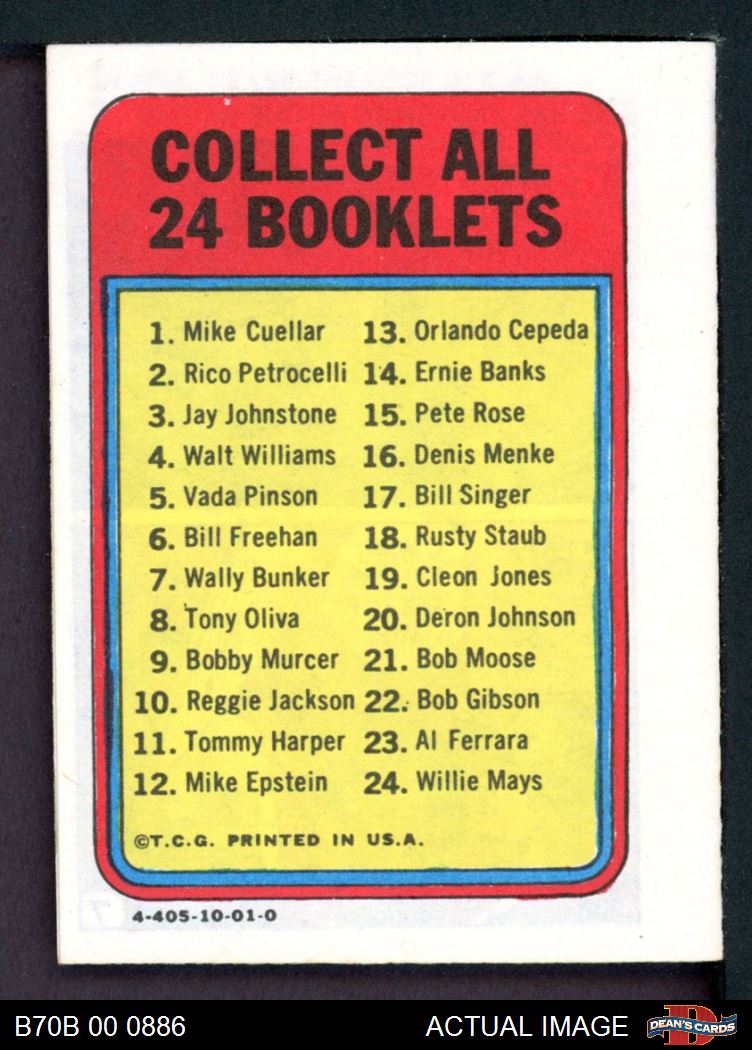 COLLECT ALL
24 BOOKLETS
1. Mike Cuellar
2. Rico Petrocelli
3. Jay Johnstone
4. Walt Williams
5. Vada Pinson
6. Bill Freehan
7. Wally Bunker
8. Tony Oliva
9. Bobby Murcer
10. Reggie Jackson
11. Tommy Harper
12. Mike Epstein
13. Orlando Cepeda
14. Ernie Banks
15. Pete Rose
16. Denis Menke
17. Bill Singer
18. Rusty Staub
19. Cleon Jones
20. Deron Johnson
21. Bob Moose
22. Bob Gibson
23. Al Ferrara
24. Willie Mays
©T.C.G. PRINTED IN U.S.A.
4-405-10-01-0
B70B 00 0886
ACTUAL IMAGE
DEAN'S CARDS